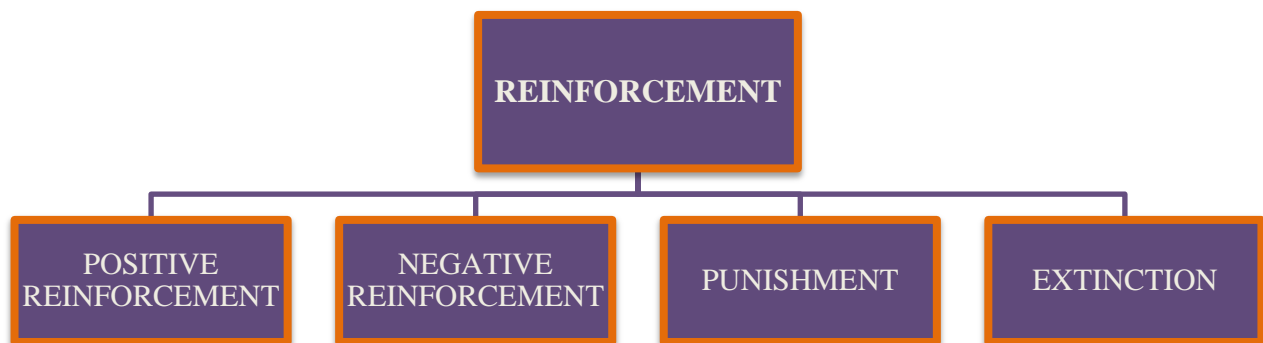 REINFORCEMENT
POSITIVE
REINFORCEMENT
NEGATIVE
REINFORCEMENT
PUNISHMENT
EXTINCTION